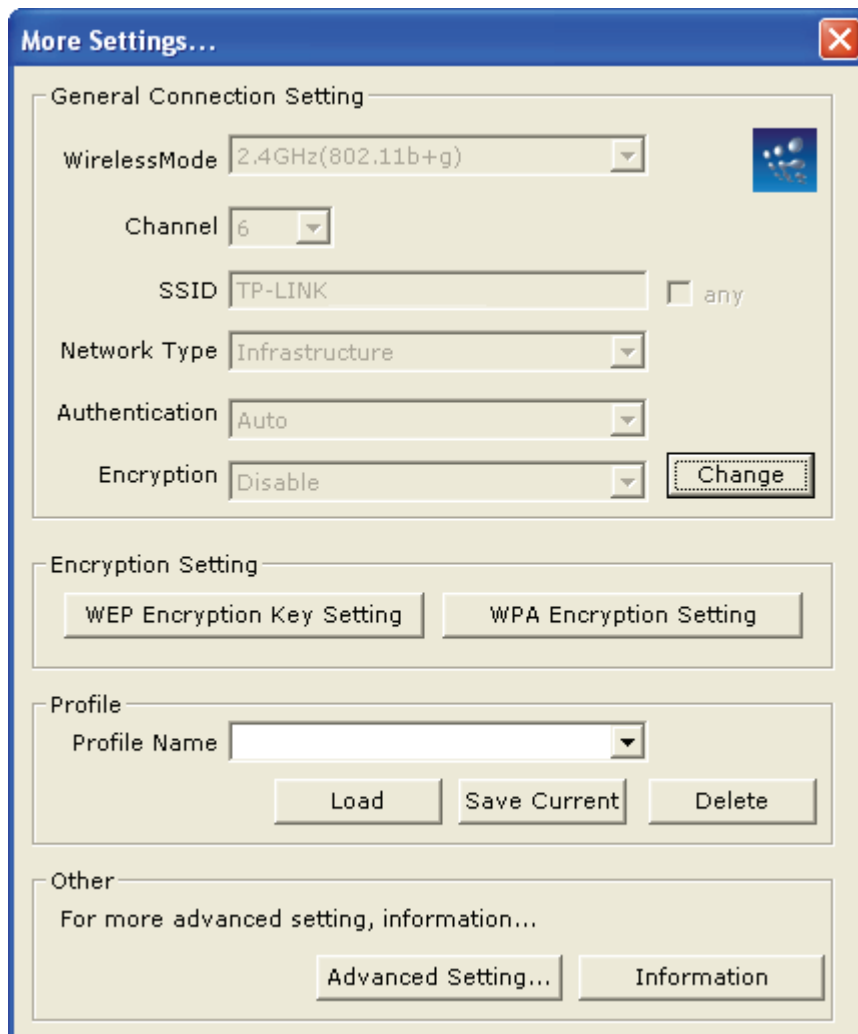 More Settings...
General Connection Setting
WirelessMode 2.4GHz(802.11b+g)
Channel 6
SSID TP-LINK any
Network Type Infrastructure
Authentication Auto
Encryption Disable Change
Encryption Setting
WEP Encryption Key Setting WPA Encryption Setting
Profile
Profile Name
Load Save Current Delete
Other
For more advanced setting, information...
Advanced Setting... Information